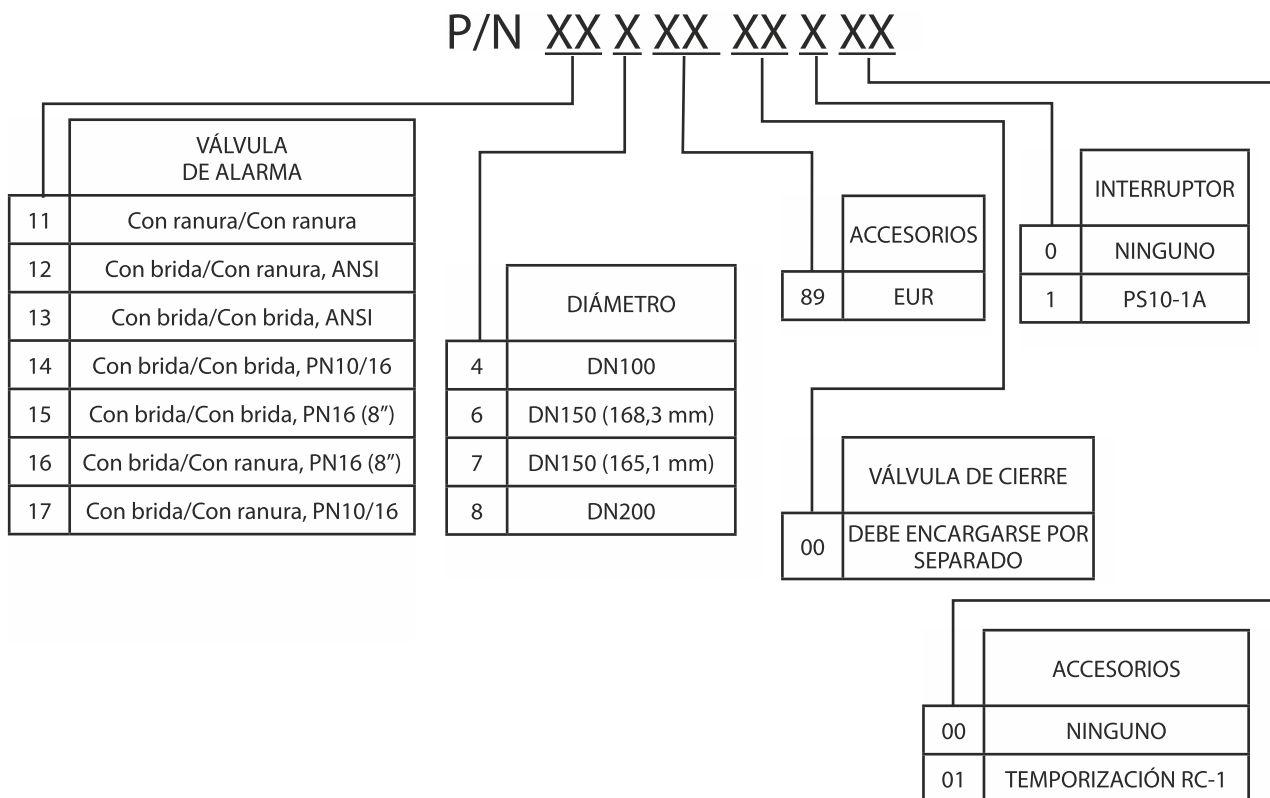 P/N XX X XX XX X XX
VÁLVULA
DE ALARMA
11 Con ranura/Con ranura
12 Con brida/Con ranura, ANSI
13 Con brida/Con brida, ANSI
14 Con brida/Con brida, PN10/16
15 Con brida/Con brida, PN16 (8”)
16 Con brida/Con ranura, PN16 (8”)
17 Con brida/Con ranura, PN10/16
DIÁMETRO
4 DN100
6 DN150 (168,3 mm)
7 DN150 (165,1 mm)
8 DN200
ACCESORIOS
89 EUR
INTERRUPTOR
0 NINGUNO
1 PS10-1A
VÁLVULA DE CIERRE
00 DEBE ENCARGARSE POR
SEPARADO
ACCESORIOS
00 NINGUNO
01 TEMPORIZACIÓN RC-1